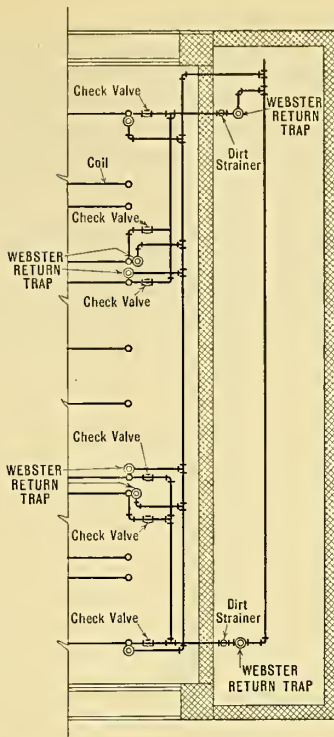 Check Valve
WEBSTER
RETURN
TRAP
Dirt
Strainer
Coil
Check Valve
WEBSTER
RETURN
TRAP
Check Valve
Check Valve
WEBSTER
RETURN
TRAP
Check Valve
Check Valve
Dirt
Strainer
WEBSTER
RETURN TRAP